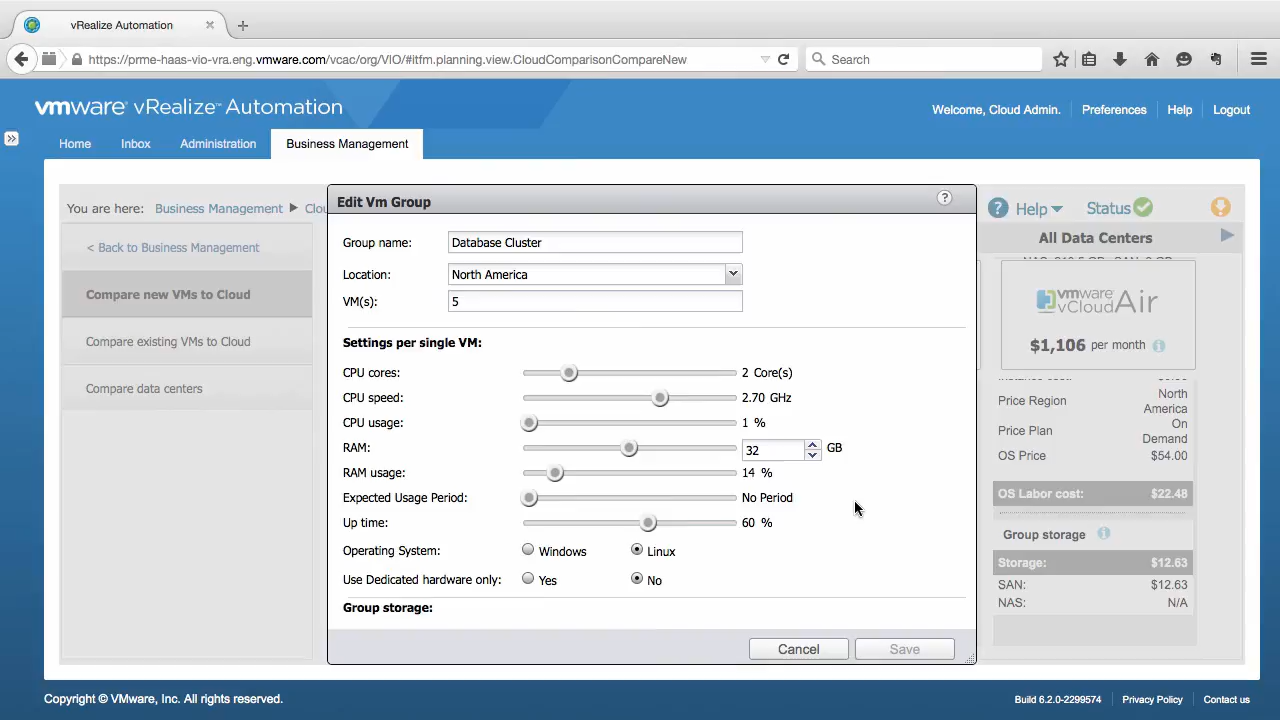 vRealize Automation
https://prme-haas-vio-vra.eng.vmware.com/vcac/org/VIO/#itfm.planning.view.CloudComparisonCompareNew
Search
vmware vRealize™ Automation
Welcome, Cloud Admin.
Preferences
Help
Logout
Home
Inbox
Administration
Business Management
You are here:
Business Management
Clou
Help
Status
< Back to Business Management
Compare new VMs to Cloud
Compare existing VMs to Cloud
Compare data centers
Edit Vm Group
Group name: Database Cluster
Location: North America
VM(s): 5
Settings per single VM:
CPU cores: 2 Core(s)
CPU speed: 2.70 GHz
CPU usage: 1 %
RAM: 32 GB
RAM usage: 14 %
Expected Usage Period: No Period
Up time: 60 %
Operating System: Windows Linux
Use Dedicated hardware only: Yes No
Group storage:
Cancel
Save
All Data Centers
vmware
vCloud Air
$1,106 per month
Price Region North
America
Price Plan On
Demand
OS Price $54.00
OS Labor cost: $22.48
Group storage
Storage: $12.63
SAN: $12.63
NAS: N/A
Copyright © VMware, Inc. All rights reserved.
Build 6.2.0-2299574
Privacy Policy
Contact us